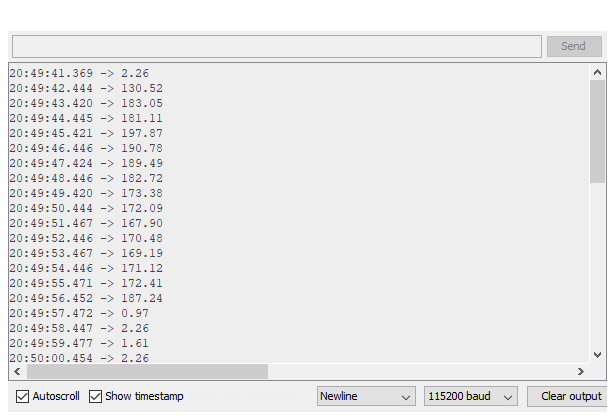 Send
20:49:41.369 -> 2.26
20:49:42.444 -> 130.52
20:49:43.420 -> 183.05
20:49:44.445 -> 181.11
20:49:45.421 -> 197.87
20:49:46.446 -> 190.78
20:49:47.424 -> 189.49
20:49:48.446 -> 182.72
20:49:49.420 -> 173.38
20:49:50.444 -> 172.09
20:49:51.467 -> 167.90
20:49:52.446 -> 170.48
20:49:53.467 -> 169.19
20:49:54.446 -> 171.12
20:49:55.471 -> 172.41
20:49:56.452 -> 187.24
20:49:57.472 -> 0.97
20:49:58.447 -> 2.26
20:49:59.477 -> 1.61
20:50:00.454 -> 2.26
Autoscroll Show timestamp Newline 115200 baud Clear output